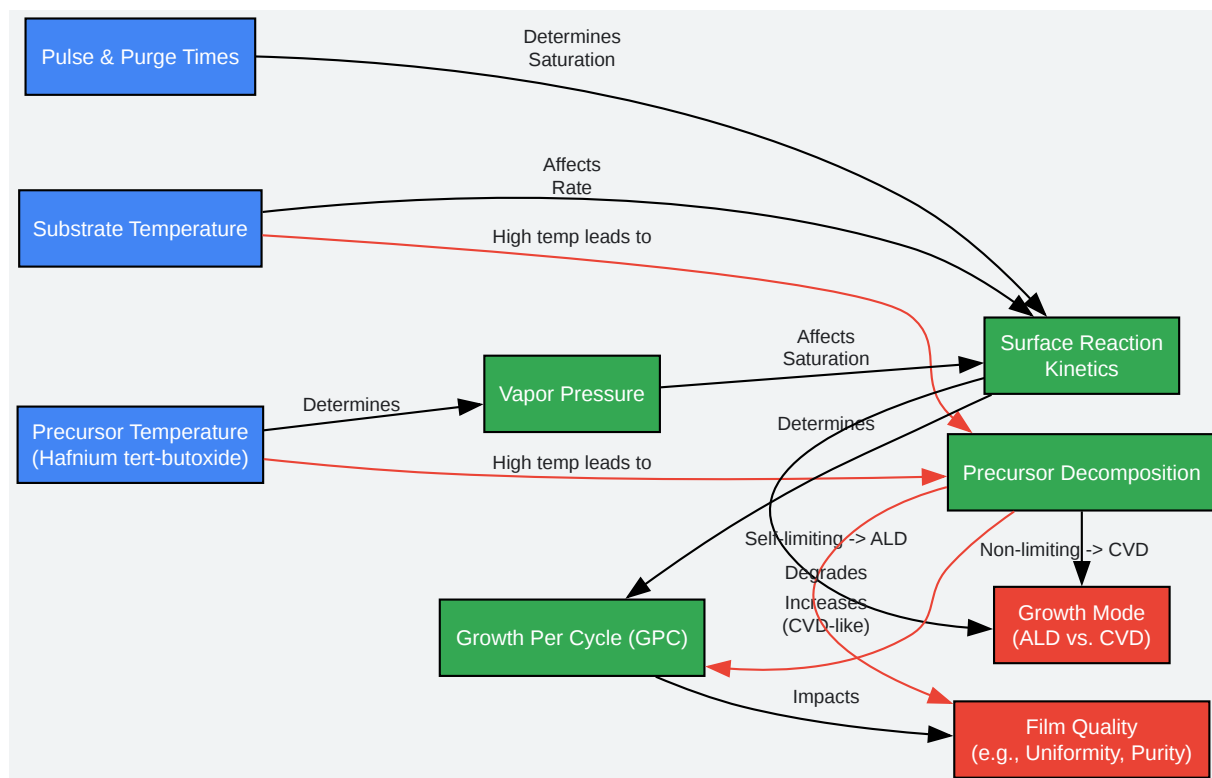 Pulse & Purge Times
Determines
Saturation
Affects
Rate
Substrate Temperature
High temp leads to
Surface Reaction
Kinetics
Affects
Saturation
Vapor Pressure
Determines
Precursor Temperature
(Hafnium tert-butoxide)
High temp leads to
Determines
Precursor Decomposition
Self-limiting -> ALD
Non-limiting -> CVD
Degrades
Increases
(CVD-like)
Growth Mode
(ALD vs. CVD)
Growth Per Cycle (GPC)
Impacts
Film Quality
(e.g., Uniformity, Purity)